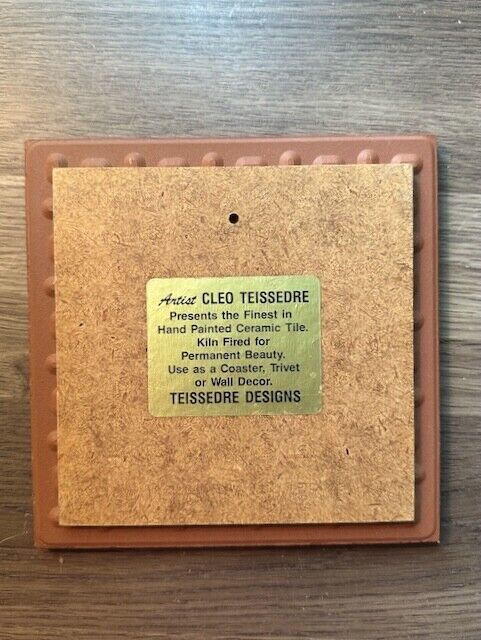 Artist CLEO TEISSEDRE
Presents the Finest in
Hand Painted Ceramic Tile.
Kiln Fired for
Permanent Beauty.
Use as a Coaster, Trivet
or Wall Decor.
TEISSEDRE DESIGNS